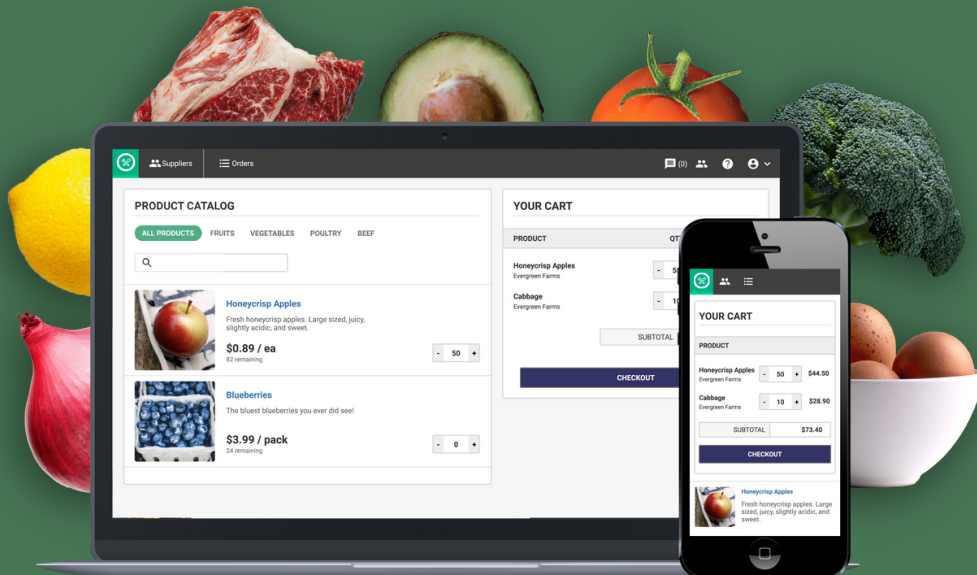 Suppliers
Orders
(0)
PRODUCT CATALOG
ALL PRODUCTS FRUITS VEGETABLES POULTRY BEEF
Honeycrisp Apples
Fresh honeycrisp apples. Large sized, juicy,
slightly acidic, and sweet.
$0.89 / ea
82 remaining
- 50 +
Blueberries
The bluest blueberries you ever did see!
$3.99 / pack
24 remaining
- 0 +
YOUR CART
PRODUCT
Honeycrisp Apples
Evergreen Farms
-
Cabbage
Evergreen Farms
- 10
SUBTOTAL
CHECKOUT
YOUR CART
PRODUCT
Honeycrisp Apples - 50 + $44.50
Evergreen Farms
Cabbage - 10 + $28.90
Evergreen Farms
SUBTOTAL $73.40
CHECKOUT
Honeycrisp Apples
Fresh honeycrisp apples. Large
sized, juicy, slightly acidic, and
sweet.